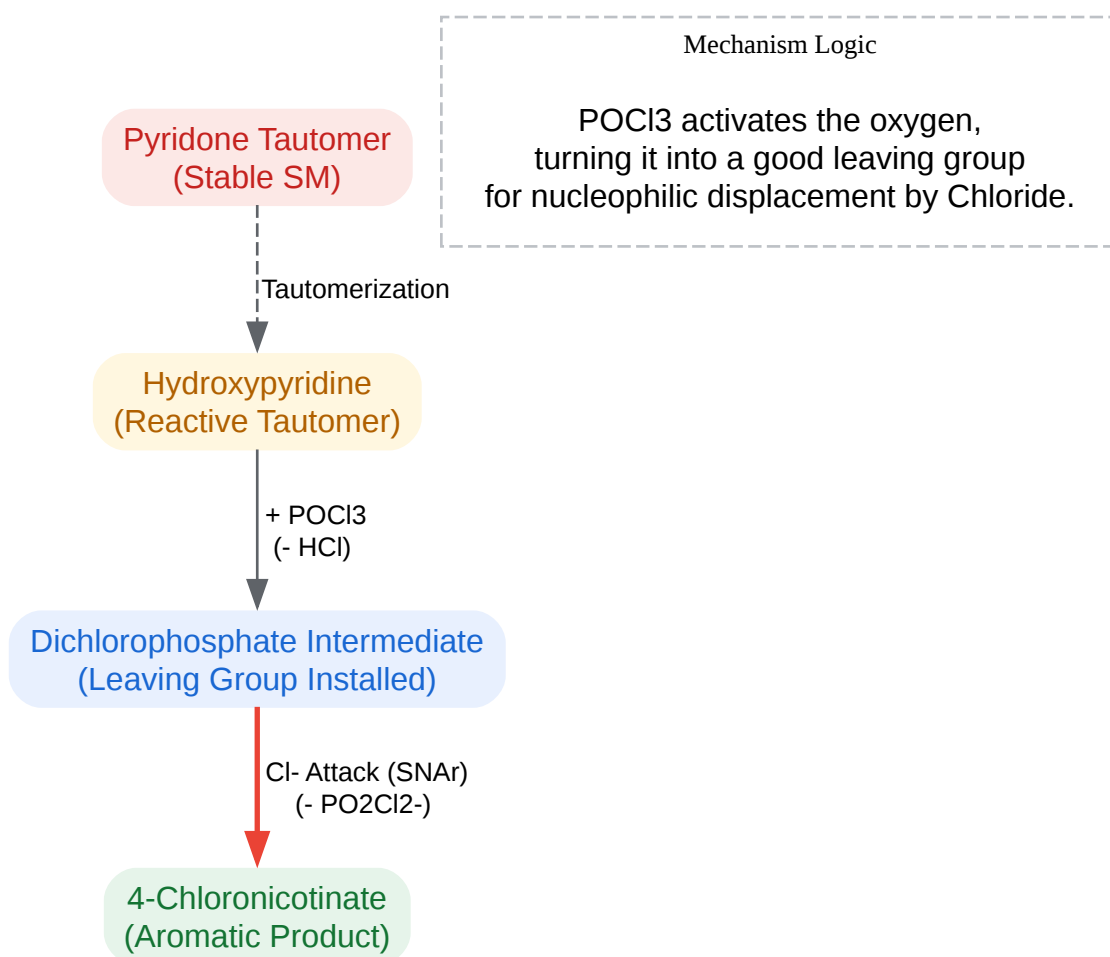 Mechanism Logic
POCl3 activates the oxygen,
turning it into a good leaving group
for nucleophilic displacement by Chloride.
Pyridone Tautomer
(Stable SM)
Tautomerization
Hydroxypyridine
(Reactive Tautomer)
+ POCl3
(- HCl)
Dichlorophosphate Intermediate
(Leaving Group Installed)
Cl- Attack (SNAr)
(- PO2Cl2-)
4-Chloronicotinate
(Aromatic Product)